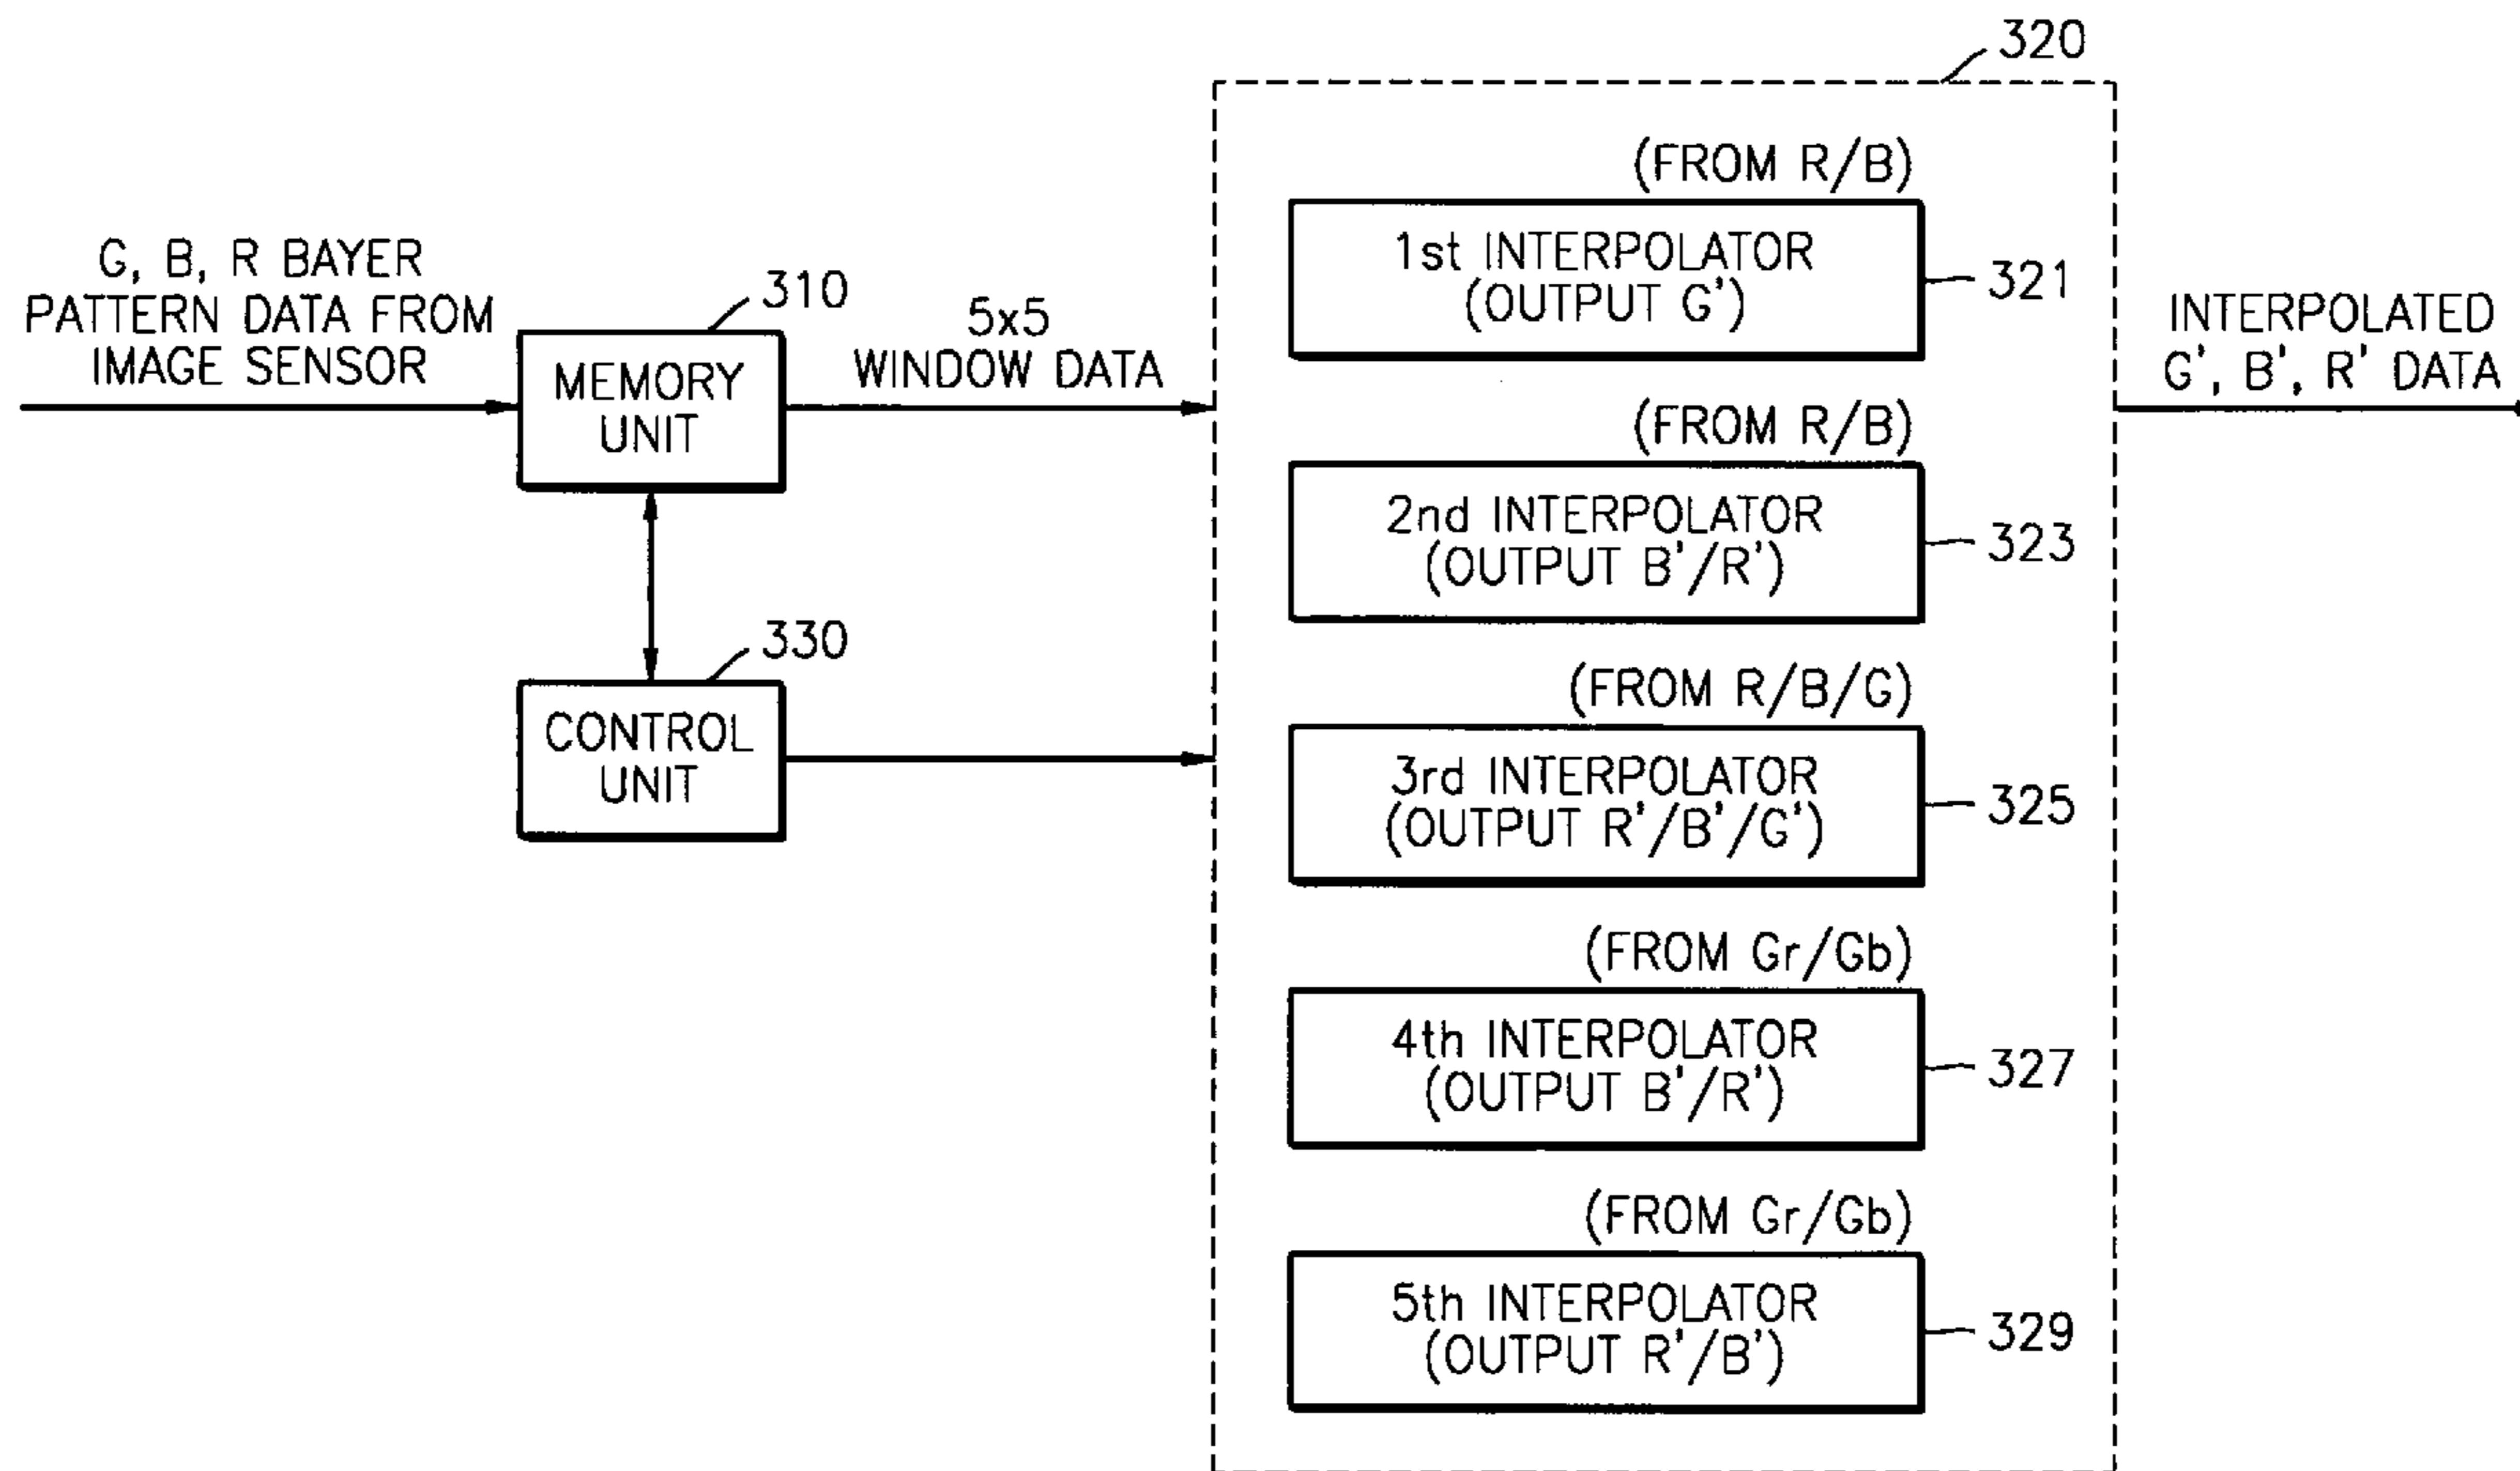 320
(FROM R/B)
1st INTERPOLATOR
(OUTPUT G')
321
G, B, R BAYER
PATTERN DATA FROM
IMAGE SENSOR
310
MEMORY
UNIT
5x5
WINDOW DATA
INTERPOLATED
G', B', R' DATA
(FROM R/B)
2nd INTERPOLATOR
(OUTPUT B'/R')
323
330
CONTROL
UNIT
(FROM R/B/G)
3rd INTERPOLATOR
(OUTPUT R'/B'/G')
325
(FROM Gr/Gb)
4th INTERPOLATOR
(OUTPUT B'/R')
327
(FROM Gr/Gb)
5th INTERPOLATOR
(OUTPUT R'/B')
329